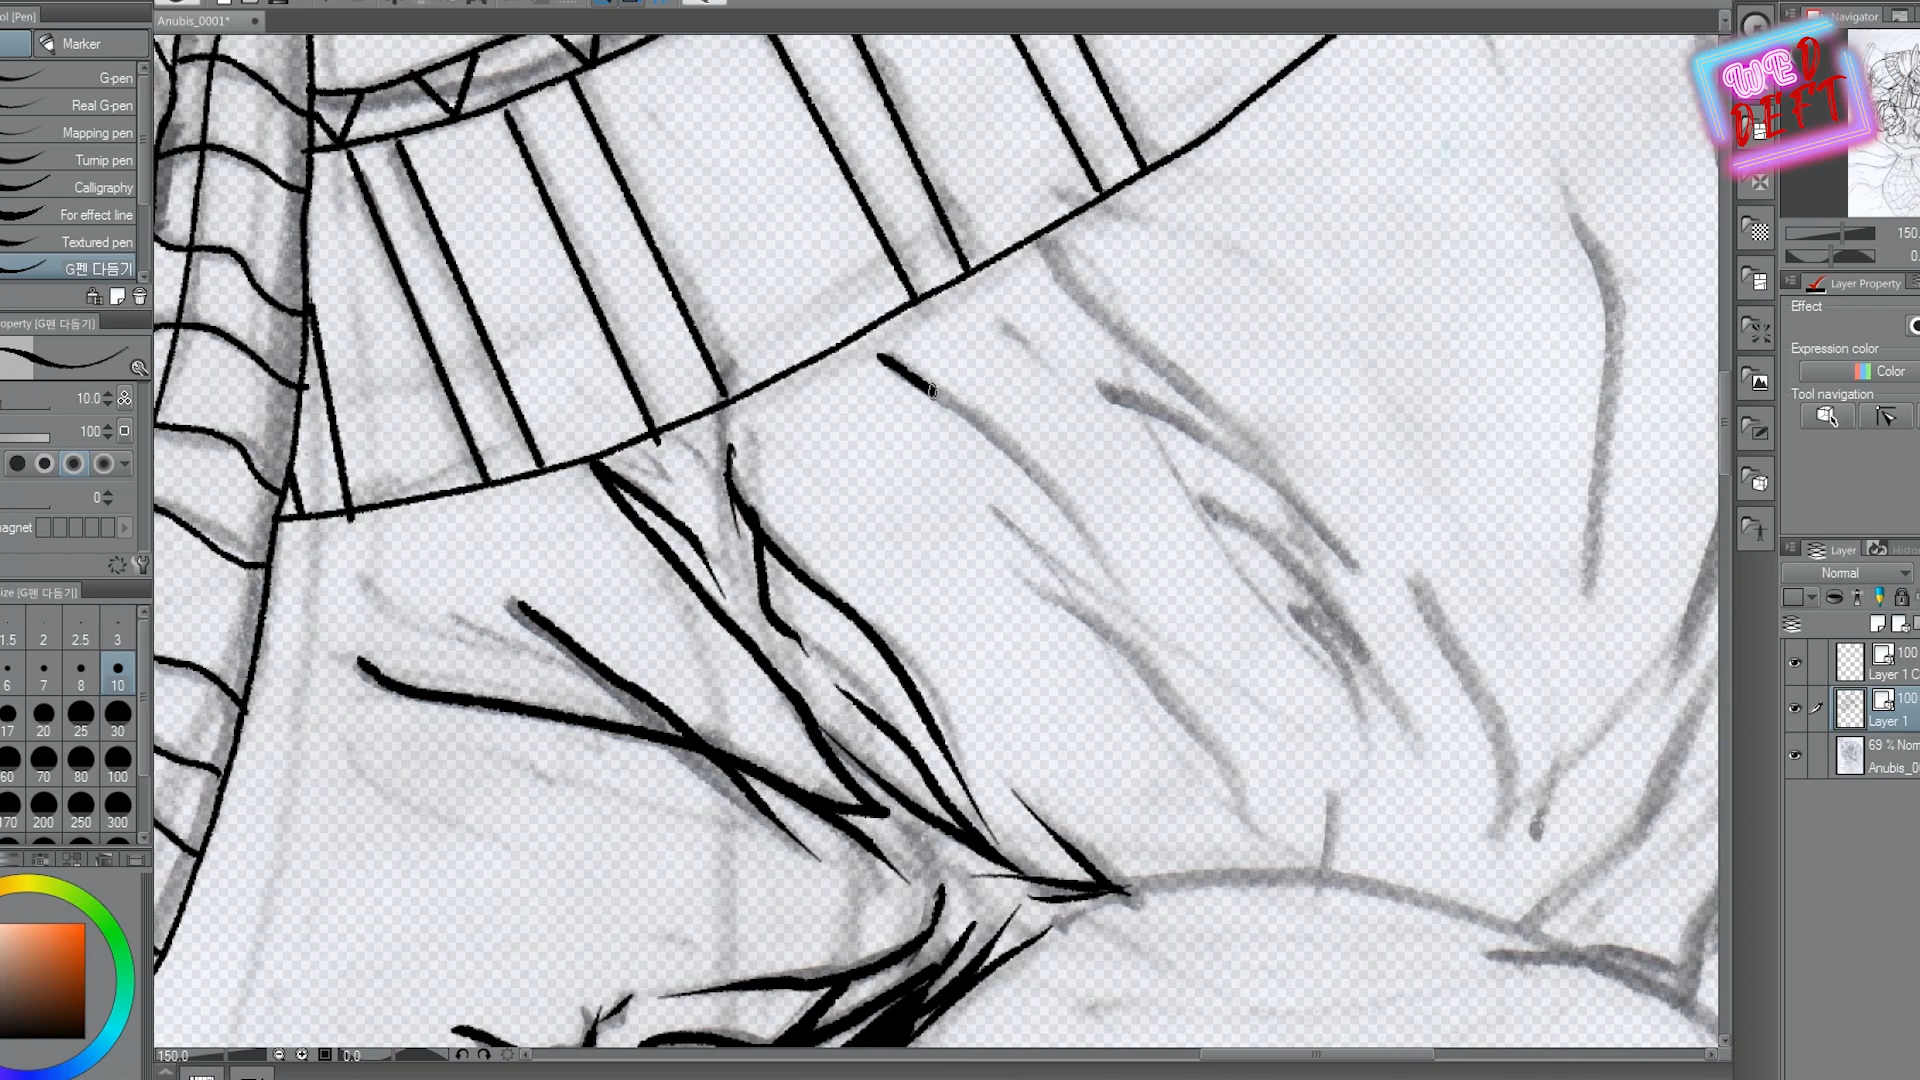 ol [Pen]
Anubis_0001*
Navigator
WED
DEFT
Marker
G-pen
Real G-pen
Mapping pen
Turnip pen
Calligraphy
For effect line
Textured pen
G펜 다듬기
operty [G펜 다듬기]
10.0
100
0
magnet
ize [G펜 다듬기]
1.5 2 2.5 3
6 7 8 10
17 20 25 30
60 70 80 100
170 200 250 300
150.
0.
Layer Property
Effect
Expression color
Color
Tool navigation
Layer
Histo
Normal
100
Layer 1 C
100
Layer 1
69 % Nor
Anubis_0
150.0
0.0